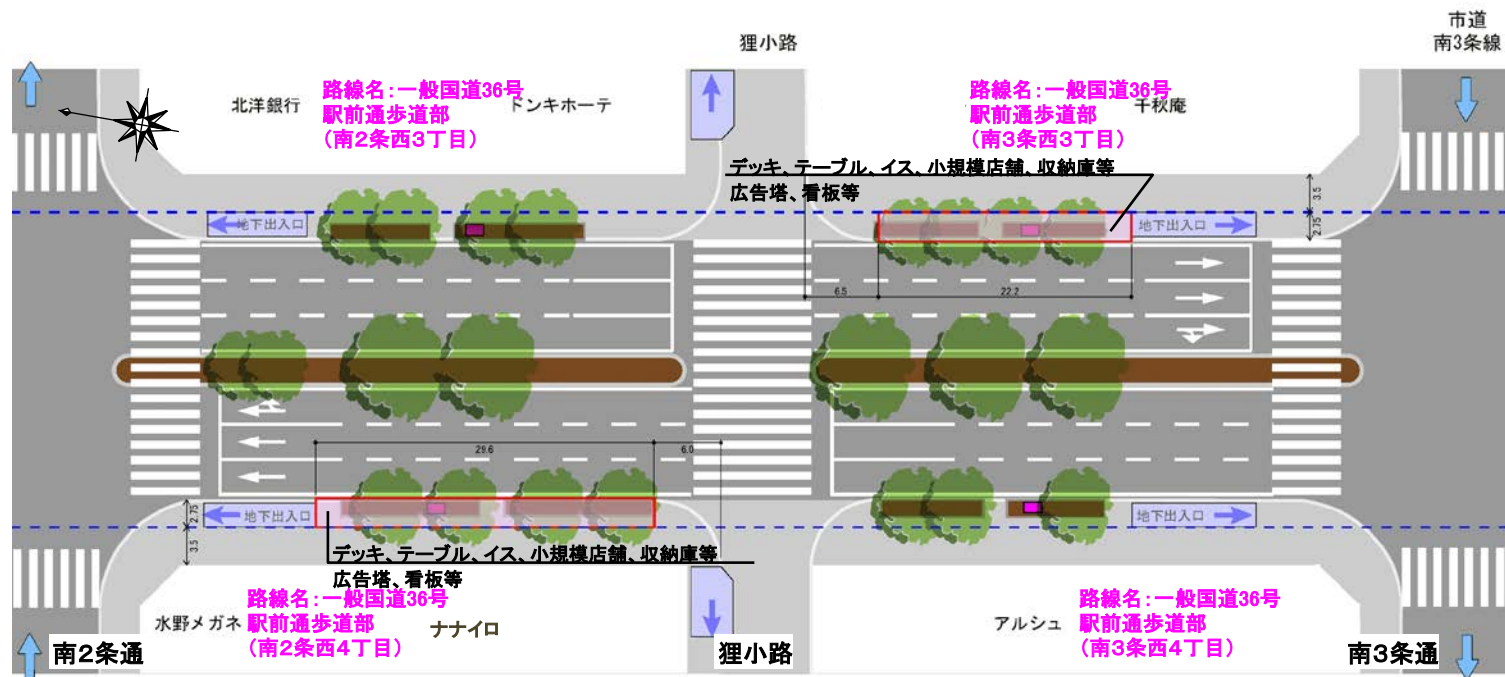 市道
南3条線
狸小路
北洋銀行
路線名：一般国道36号
駅前通歩道部
（南2条西3丁目）
ドンキホーテ
路線名：一般国道36号
駅前通歩道部
（南3条西3丁目）
千秋庵
デッキ、テーブル、イス、小規模店舗、収納庫等
広告塔、看板等
3.5
2.75
地下出入口
地下出入口
6.5
22.2
29.6
6.0
2.75
3.5
地下出入口
地下出入口
デッキ、テーブル、イス、小規模店舗、収納庫等
広告塔、看板等
水野メガネ
路線名：一般国道36号
駅前通歩道部
（南2条西4丁目）
ナナイロ
アルシュ
路線名：一般国道36号
駅前通歩道部
（南3条西4丁目）
南2条通
狸小路
南3条通